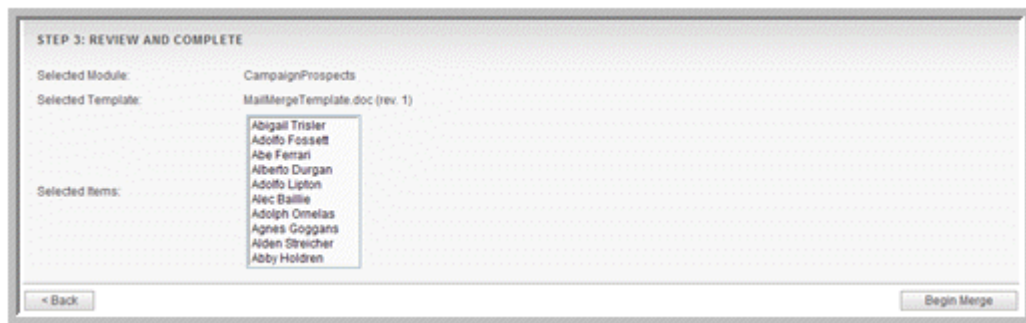 STEP 3: REVIEW AND COMPLETE
Selected Module: CampaignProspects
Selected Template: MailMergeTemplate.doc (rev. 1)
Selected Items:
Abigail Trisler
Adolfo Fossett
Abe Ferrari
Alberto Durgan
Adolfo Lipton
Alec Baillie
Adolph Ornelas
Agnes Goggans
Alden Streicher
Abby Holdren
< Back Begin Merge